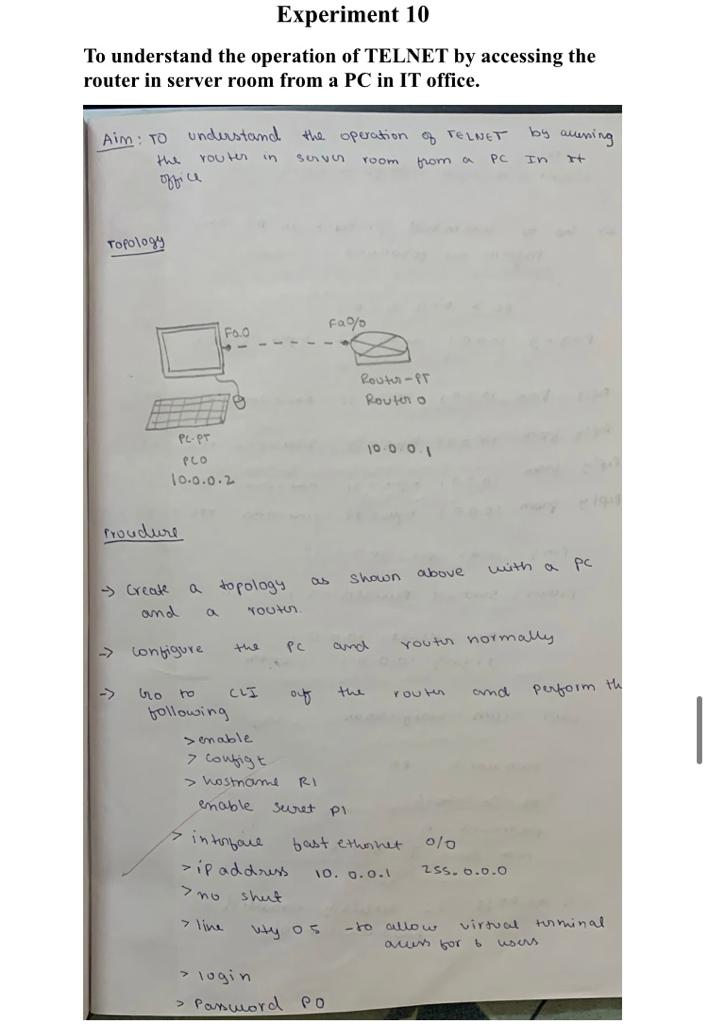 Experiment 10
To understand the operation of TELNET by accessing the
router in server room from a PC in IT office.
Aim : To understand the operation of TELNET by accessing
the router in server room from a PC In It
office
Topology
Fa0
Fa0/0
Router-PT
Router 0
10.0.0.1
PC-PT
PC0
10.0.0.2
Procedure
→ Create a topology as shown above with a PC
and a router.
→ Configure the PC and router normally
→ Go to CLI of the router and perform th
following
> enable
> Config t
> hostname R1
enable secret p1
> interface fast ethernet 0/0
> ip address 10.0.0.1 255.0.0.0
> no shut
> line vty 0 5 - to allow virtual terminal
access for 6 users
> login
> Password P0